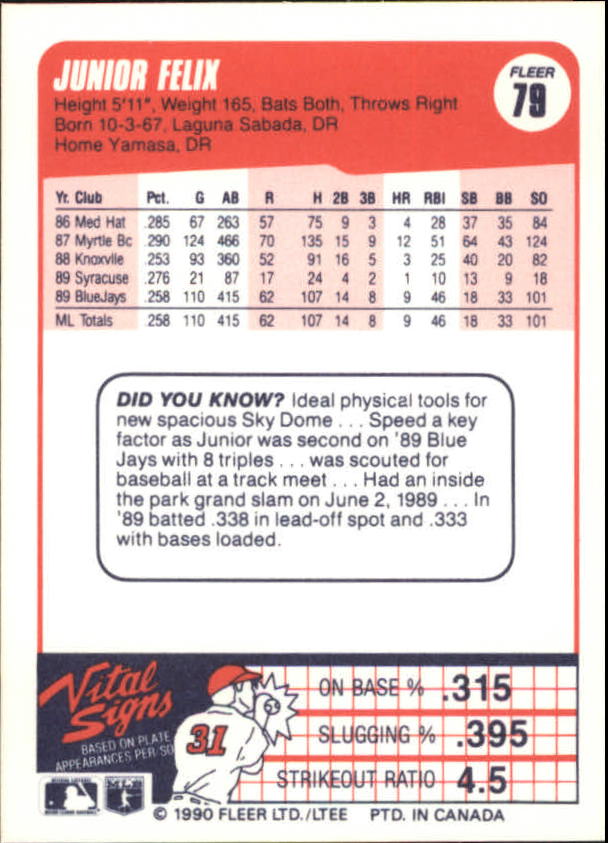 JUNIOR FELIX
FLEER
79
Height 5'11", Weight 165, Bats Both, Throws Right
Born 10-3-67, Laguna Sabada, DR
Home Yamasa, DR
Yr. Club Pct. G AB R H 2B 3B HR RBI SB BB SO
86 Med Hat .285 67 263 57 75 9 3 4 28 37 35 84
87 Myrtle Bc .290 124 466 70 135 15 9 12 51 64 43 124
88 Knoxvlle .253 93 360 52 91 16 5 3 25 40 20 82
89 Syracuse .276 21 87 17 24 4 2 1 10 13 9 18
89 BlueJays .258 110 415 62 107 14 8 9 46 18 33 101
ML Totals .258 110 415 62 107 14 8 9 46 18 33 101
DID YOU KNOW? Ideal physical tools for
new spacious Sky Dome . . . Speed a key
factor as Junior was second on '89 Blue
Jays with 8 triples . . . was scouted for
baseball at a track meet . . . Had an inside
the park grand slam on June 2, 1989 . . . In
'89 batted .338 in lead-off spot and .333
with bases loaded.
Vital
Signs
BASED ON PLATE
APPEARANCES PER SO
31
ON BASE % .315
SLUGGING % .395
STRIKEOUT RATIO 4.5
© 1990 FLEER LTD./LTEE PTD. IN CANADA